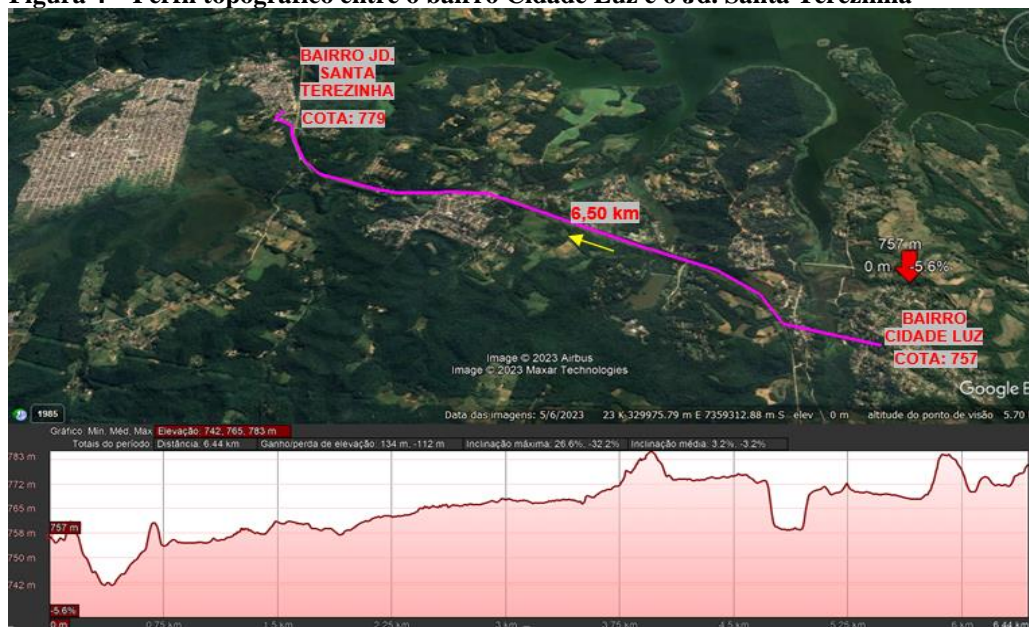 Figura 4 – Perfil topográfico entre o bairro Cidade Luz e o Jd. Santa Terezinha
BAIRRO JD.
SANTA
TEREZINHA
COTA: 779
6,50 km
757 m
0 m -5.6%
BAIRRO
CIDADE LUZ
COTA: 757
Image © 2023 Airbus
Image © 2023 Maxar Technologies
Google E
1985
Data das imagens: 5/6/2023 23 K 329975.79 m E 7359312.88 m S elev 0 m altitude do ponto de visão 5.70
Gráfico: Mín, Méd, Máx Elevação: 742, 765, 783 m
Totais do período: Distância: 6.44 km Ganho/perda de elevação: 134 m, -112 m Inclinação máxima: 26.6%, -32.2% Inclinação média: 3.2%, -3.2%
783 m
772 m
765 m
757 m
758 m
750 m
742 m
-5.6%
0 m 0.75 km 1.5 km 2.25 km 3 km 3.75 km 4.5 km 5.25 km 6 km 6.44 km